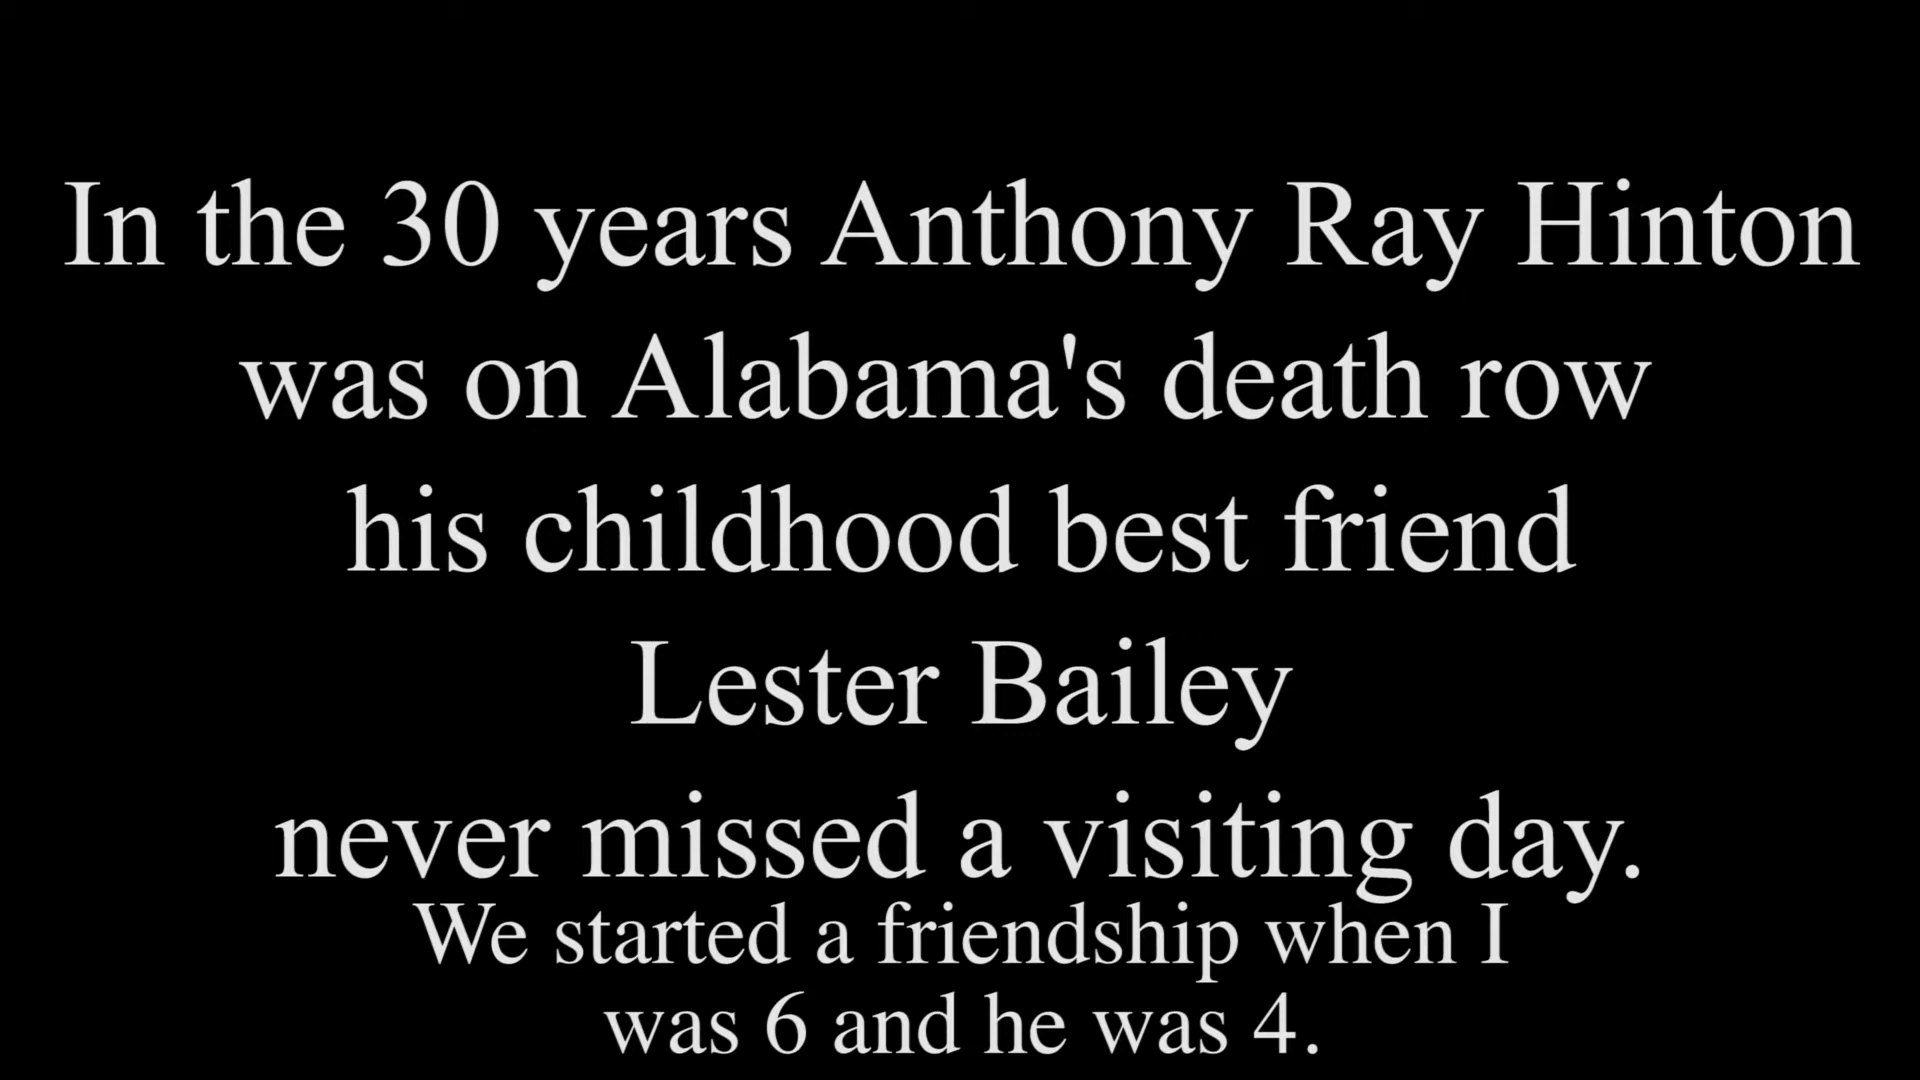 In the 30 years Anthony Ray Hinton
was on Alabama's death row
his childhood best friend
Lester Bailey
never missed a visiting day.
We started a friendship when I
was 6 and he was 4.